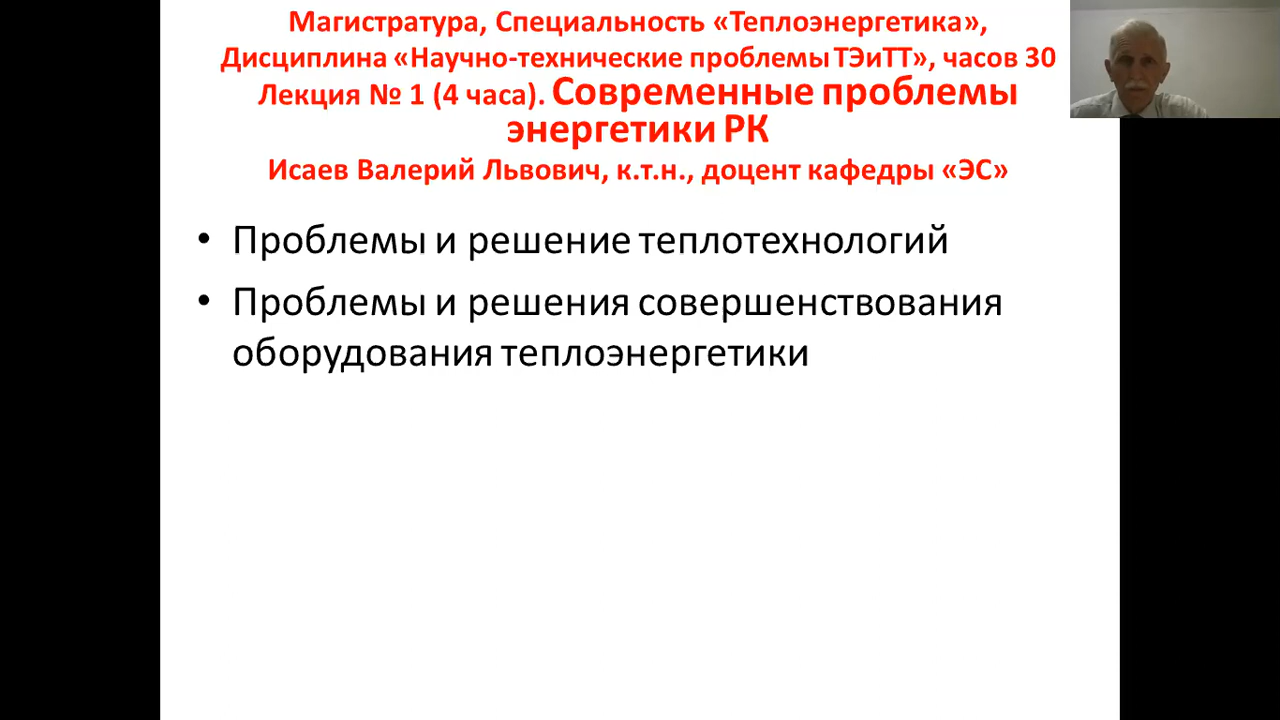 Магистратура, Специальность «Теплоэнергетика»,
Дисциплина «Научно-технические проблемы ТЭиТТ», часов 30
Лекция № 1 (4 часа). Современные проблемы
энергетики РК
Исаев Валерий Львович, к.т.н., доцент кафедры «ЭС»
• Проблемы и решение теплотехнологий
• Проблемы и решения совершенствования
оборудования теплоэнергетики